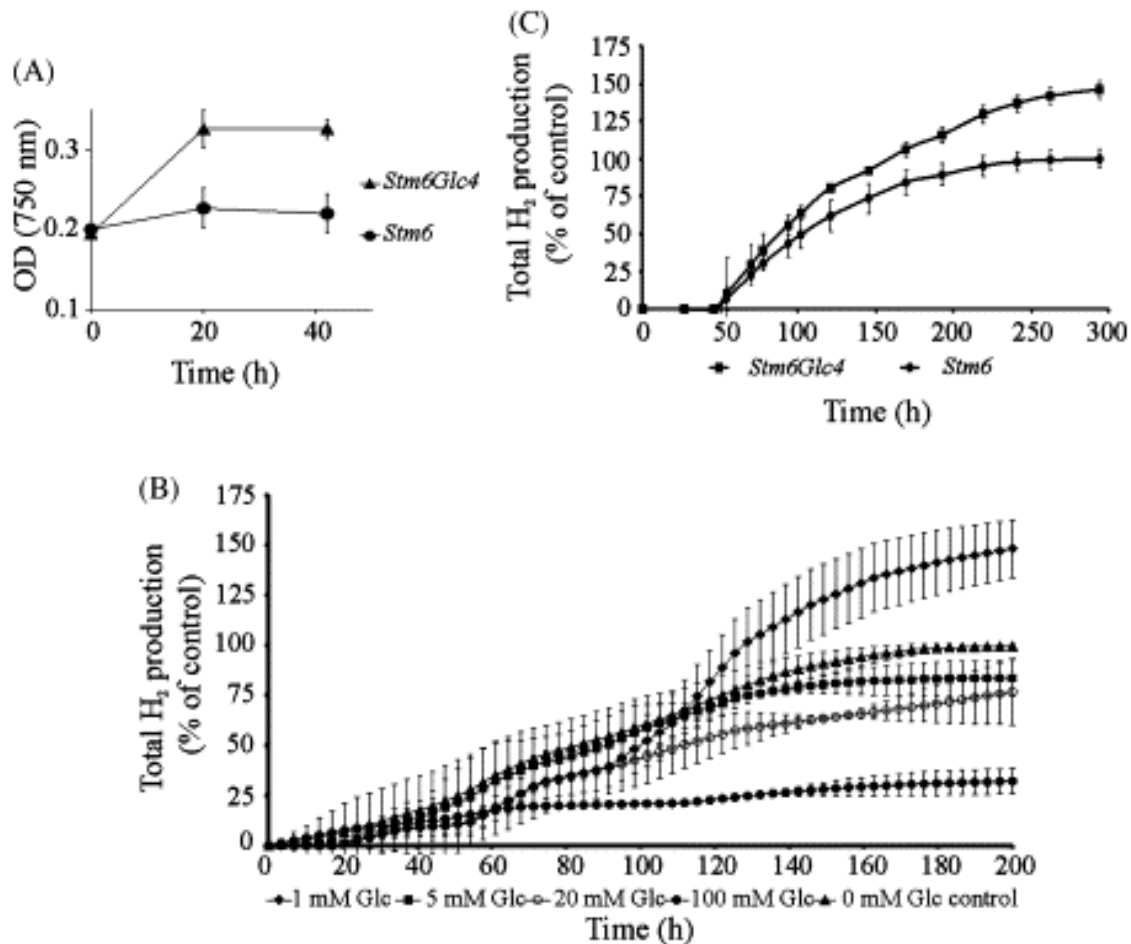 (A)
OD (750 nm)
0.3
0.2
0.1
0 20 40
Time (h)
Stm6Glc4
Stm6
(C)
Total H₂ production
(% of control)
175
150
125
100
75
50
25
0
0 50 100 150 200 250 300
Stm6Glc4 Stm6
Time (h)
(B)
Total H₂ production
(% of control)
175
150
125
100
75
50
25
0
0 20 40 60 80 100 120 140 160 180 200
1 mM Glc 5 mM Glc 20 mM Glc 100 mM Glc 0 mM Glc control
Time (h)